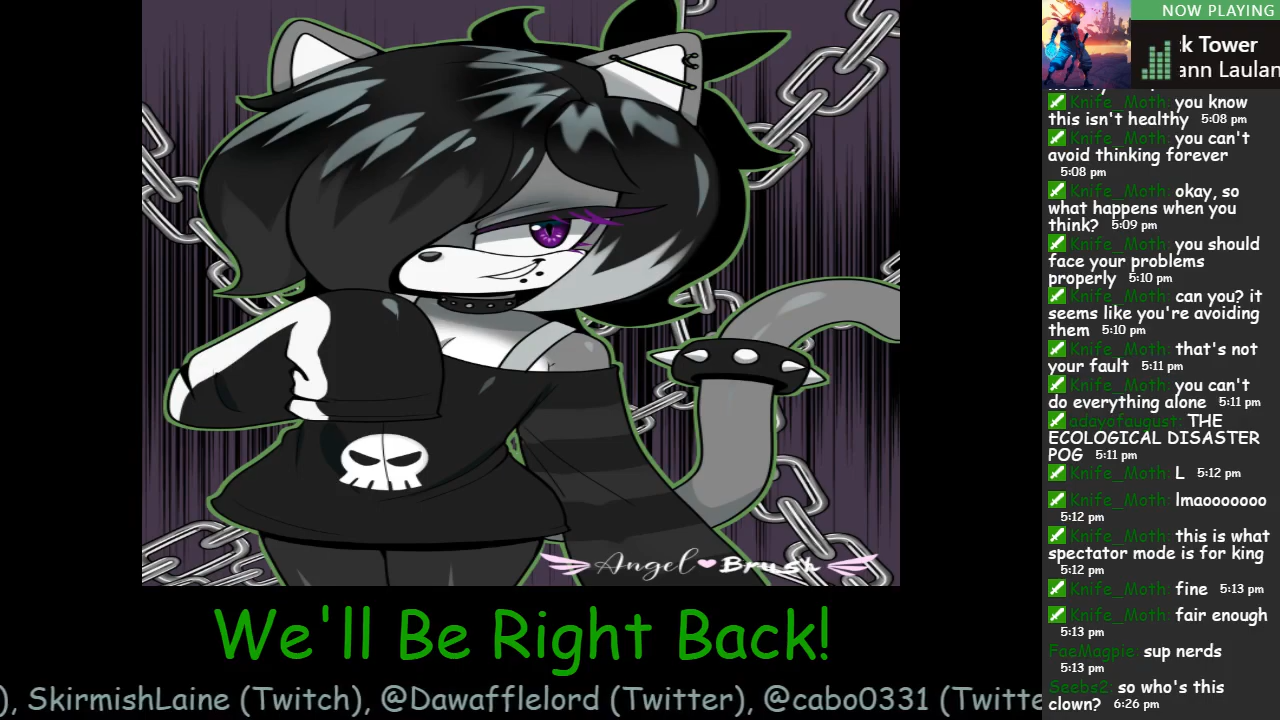 NOW PLAYING
k Tower
ann Laulan
Knife_Moth: you know
this isn't healthy 5:08 pm
Knife_Moth: you can't
avoid thinking forever
5:08 pm
Knife_Moth: okay, so
what happens when you
think? 5:09 pm
Knife_Moth: you should
face your problems
properly 5:10 pm
Knife_Moth: can you? it
seems like you're avoiding
them 5:10 pm
Knife_Moth: that's not
your fault 5:11 pm
Knife_Moth: you can't
do everything alone 5:11 pm
adayofaugust: THE
ECOLOGICAL DISASTER
POG 5:11 pm
Knife_Moth: L 5:12 pm
Knife_Moth: lmaooooooo
5:12 pm
Knife_Moth: this is what
spectator mode is for king
5:12 pm
Knife_Moth: fine 5:13 pm
Knife_Moth: fair enough
5:13 pm
FaeMagpie: sup nerds
5:13 pm
Seebs2: so who's this
clown? 6:26 pm
Angel Brush
We'll Be Right Back!
), SkirmishLaine (Twitch), @Dawafflelord (Twitter), @cabo0331 (Twitte